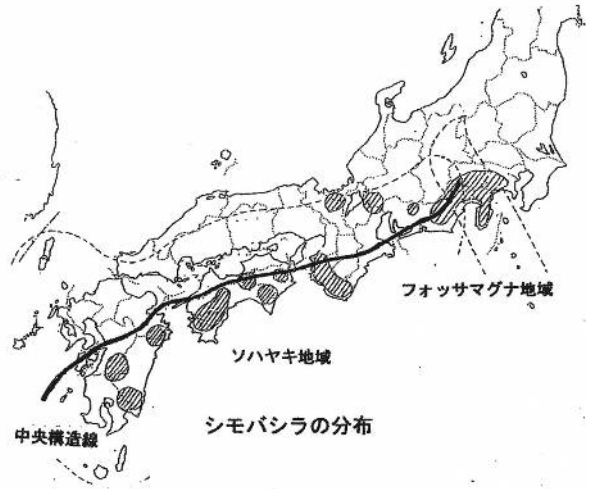 フォッサマグナ地域
ソハヤキ地域
シモバシラの分布
中央構造線